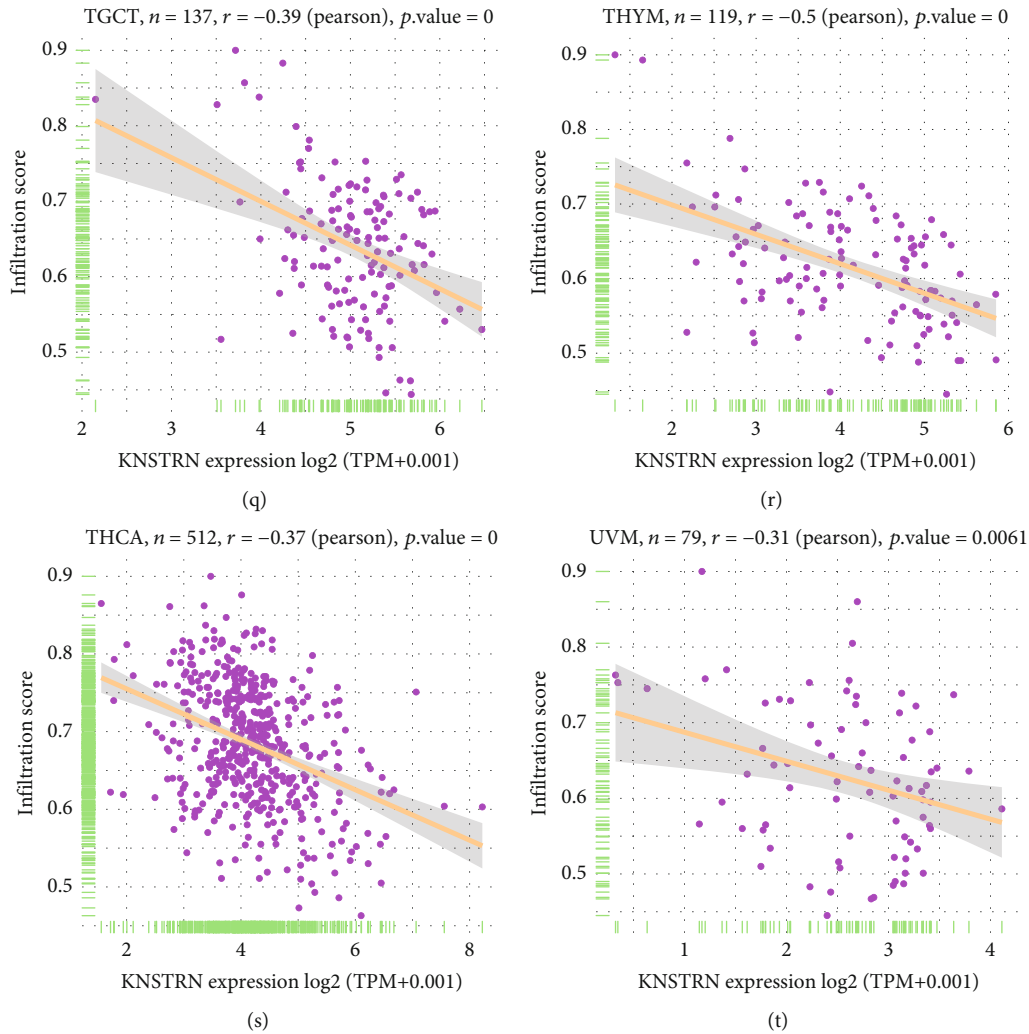 TGCT, n = 137, r = −0.39 (pearson), p.value = 0
0.9
0.8
0.7
0.6
0.5
Infiltration score
2 3 4 5 6
KNSTRN expression log2 (TPM+0.001)
(q)
THYM, n = 119, r = −0.5 (pearson), p.value = 0
0.9
0.8
0.7
0.6
0.5
Infiltration score
2 3 4 5 6
KNSTRN expression log2 (TPM+0.001)
(r)
THCA, n = 512, r = −0.37 (pearson), p.value = 0
0.9
0.8
0.7
0.6
0.5
Infiltration score
2 4 6 8
KNSTRN expression log2 (TPM+0.001)
(s)
UVM, n = 79, r = −0.31 (pearson), p.value = 0.0061
0.9
0.8
0.7
0.6
0.5
Infiltration score
1 2 3 4
KNSTRN expression log2 (TPM+0.001)
(t)